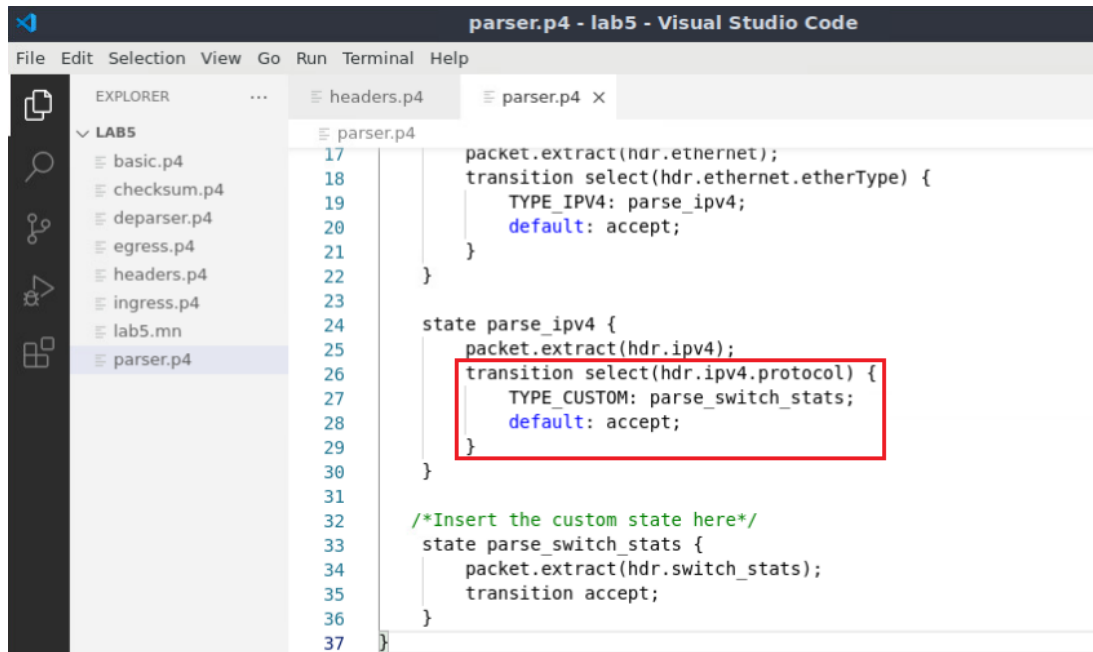 parser.p4 - lab5 - Visual Studio Code
File Edit Selection View Go Run Terminal Help
EXPLORER ...
headers.p4
parser.p4 ×
LAB5
parser.p4
basic.p4
checksum.p4
deparser.p4
egress.p4
headers.p4
ingress.p4
lab5.mn
parser.p4
17 packet.extract(hdr.ethernet);
18 transition select(hdr.ethernet.etherType) {
19 TYPE_IPV4: parse_ipv4;
20 default: accept;
21 }
22 }
23
24 state parse_ipv4 {
25 packet.extract(hdr.ipv4);
26 transition select(hdr.ipv4.protocol) {
27 TYPE_CUSTOM: parse_switch_stats;
28 default: accept;
29 }
30 }
31
32 /*Insert the custom state here*/
33 state parse_switch_stats {
34 packet.extract(hdr.switch_stats);
35 transition accept;
36 }
37 }